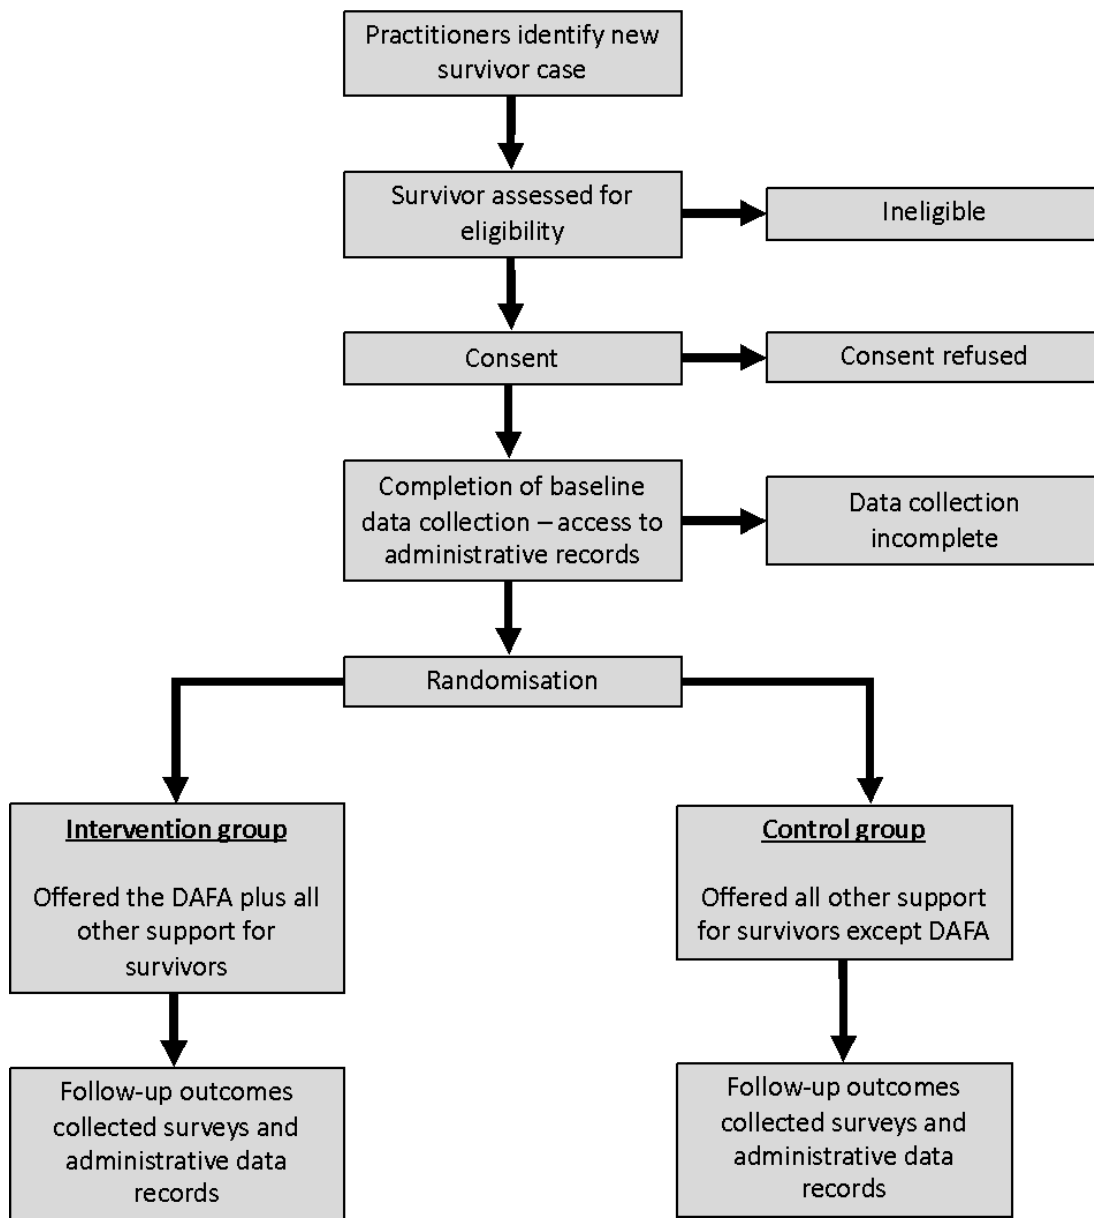 Practitioners identify new
survivor case
Survivor assessed for
eligibility
Ineligible
Consent
Consent refused
Completion of baseline
data collection – access to
administrative records
Data collection
incomplete
Randomisation
Intervention group
Offered the DAFA plus all
other support for
survivors
Control group
Offered all other support
for survivors except DAFA
Follow-up outcomes
collected surveys and
administrative data
records
Follow-up outcomes
collected surveys and
administrative data
records